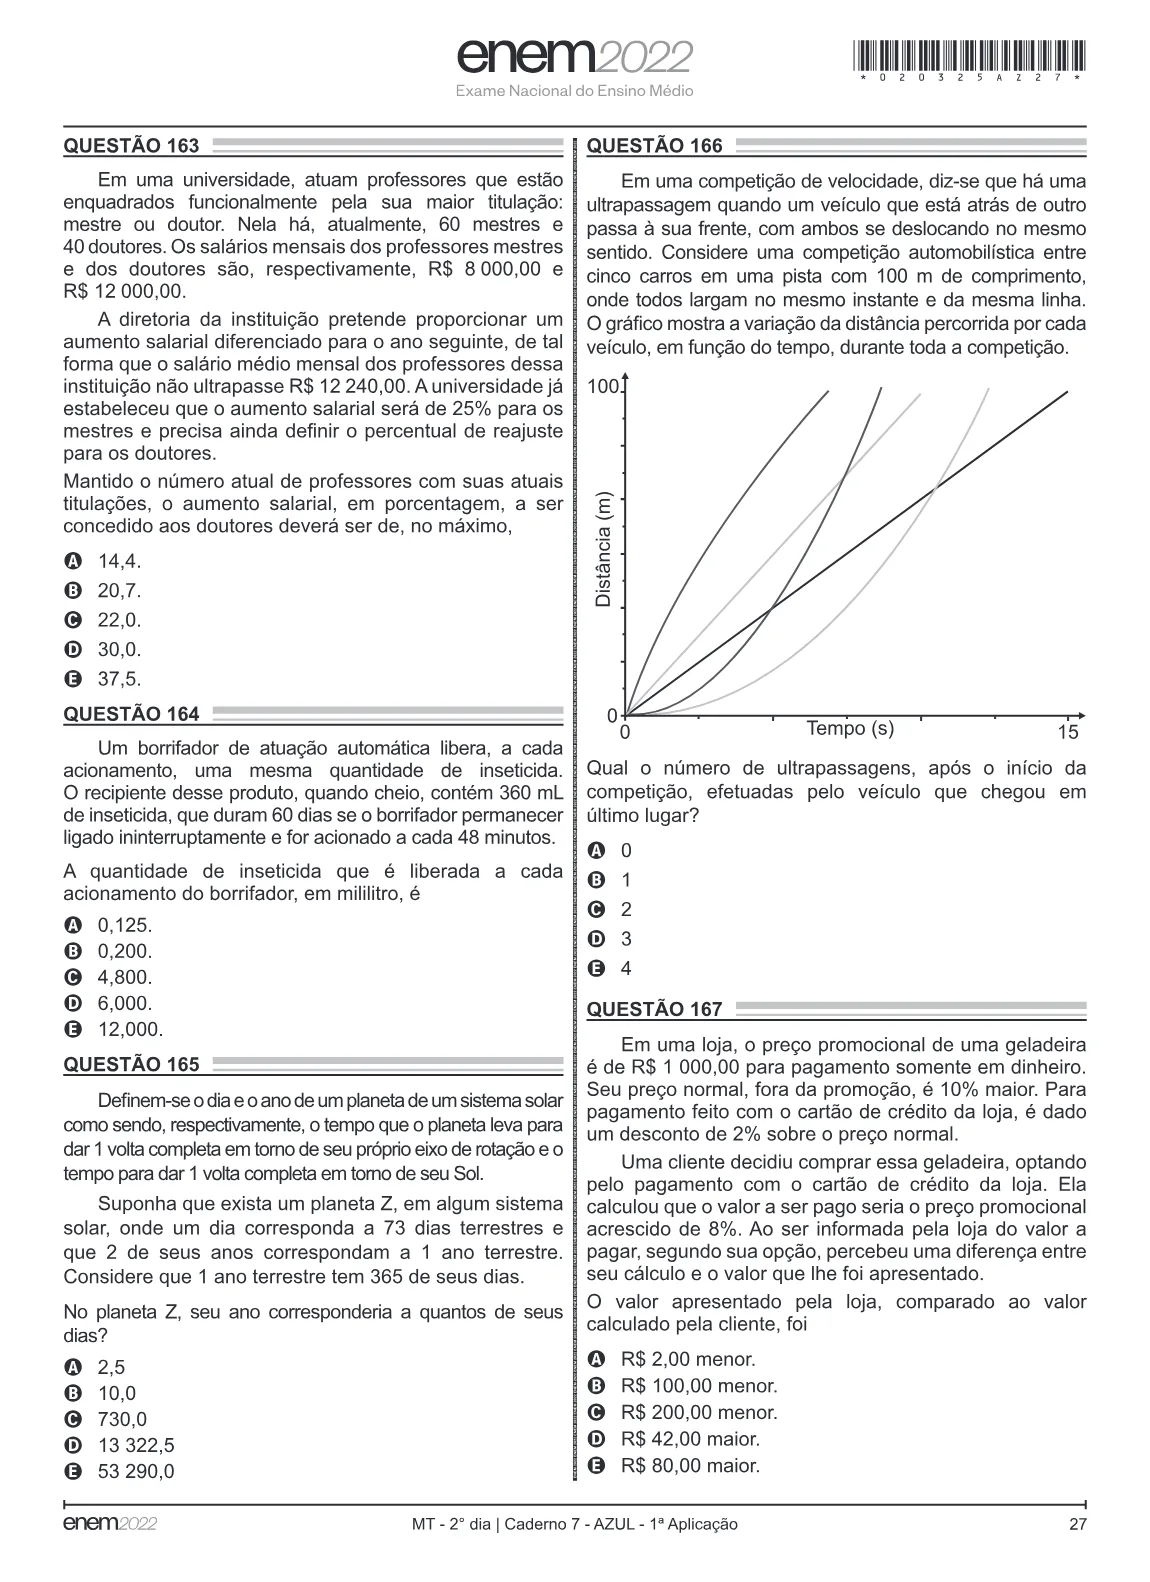 enem2022
Exame Nacional do Ensino Médio
*020325AZ27*
QUESTÃO 163
Em uma universidade, atuam professores que estão
enquadrados funcionalmente pela sua maior titulação:
mestre ou doutor. Nela há, atualmente, 60 mestres e
40 doutores. Os salários mensais dos professores mestres
e dos doutores são, respectivamente, R$ 8 000,00 e
R$ 12 000,00.
A diretoria da instituição pretende proporcionar um
aumento salarial diferenciado para o ano seguinte, de tal
forma que o salário médio mensal dos professores dessa
instituição não ultrapasse R$ 12 240,00. A universidade já
estabeleceu que o aumento salarial será de 25% para os
mestres e precisa ainda definir o percentual de reajuste
para os doutores.
Mantido o número atual de professores com suas atuais
titulações, o aumento salarial, em porcentagem, a ser
concedido aos doutores deverá ser de, no máximo,
A 14,4.
B 20,7.
C 22,0.
D 30,0.
E 37,5.
QUESTÃO 164
Um borrifador de atuação automática libera, a cada
acionamento, uma mesma quantidade de inseticida.
O recipiente desse produto, quando cheio, contém 360 mL
de inseticida, que duram 60 dias se o borrifador permanecer
ligado ininterruptamente e for acionado a cada 48 minutos.
A quantidade de inseticida que é liberada a cada
acionamento do borrifador, em mililitro, é
A 0,125.
B 0,200.
C 4,800.
D 6,000.
E 12,000.
QUESTÃO 165
Definem-se o dia e o ano de um planeta de um sistema solar
como sendo, respectivamente, o tempo que o planeta leva para
dar 1 volta completa em torno de seu próprio eixo de rotação e o
tempo para dar 1 volta completa em torno de seu Sol.
Suponha que exista um planeta Z, em algum sistema
solar, onde um dia corresponda a 73 dias terrestres e
que 2 de seus anos correspondam a 1 ano terrestre.
Considere que 1 ano terrestre tem 365 de seus dias.
No planeta Z, seu ano corresponderia a quantos de seus
dias?
A 2,5
B 10,0
C 730,0
D 13 322,5
E 53 290,0
QUESTÃO 166
Em uma competição de velocidade, diz-se que há uma
ultrapassagem quando um veículo que está atrás de outro
passa à sua frente, com ambos se deslocando no mesmo
sentido. Considere uma competição automobilística entre
cinco carros em uma pista com 100 m de comprimento,
onde todos largam no mesmo instante e da mesma linha.
O gráfico mostra a variação da distância percorrida por cada
veículo, em função do tempo, durante toda a competição.
100
Distância (m)
0
0
Tempo (s)
15
Qual o número de ultrapassagens, após o início da
competição, efetuadas pelo veículo que chegou em
último lugar?
A 0
B 1
C 2
D 3
E 4
QUESTÃO 167
Em uma loja, o preço promocional de uma geladeira
é de R$ 1 000,00 para pagamento somente em dinheiro.
Seu preço normal, fora da promoção, é 10% maior. Para
pagamento feito com o cartão de crédito da loja, é dado
um desconto de 2% sobre o preço normal.
Uma cliente decidiu comprar essa geladeira, optando
pelo pagamento com o cartão de crédito da loja. Ela
calculou que o valor a ser pago seria o preço promocional
acrescido de 8%. Ao ser informada pela loja do valor a
pagar, segundo sua opção, percebeu uma diferença entre
seu cálculo e o valor que lhe foi apresentado.
O valor apresentado pela loja, comparado ao valor
calculado pela cliente, foi
A R$ 2,00 menor.
B R$ 100,00 menor.
C R$ 200,00 menor.
D R$ 42,00 maior.
E R$ 80,00 maior.
enem2022
MT - 2° dia | Caderno 7 - AZUL - 1ª Aplicação
27